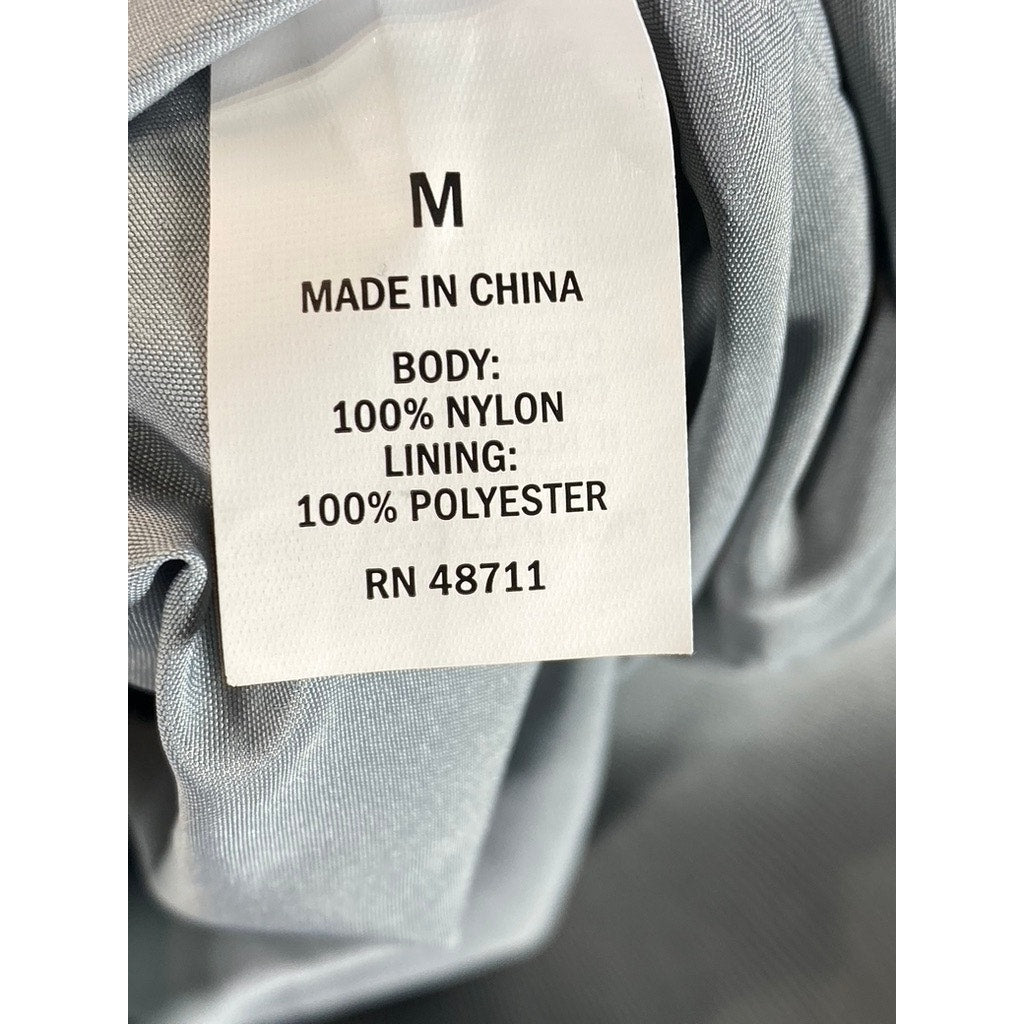 M
MADE IN CHINA
BODY:
100% NYLON
LINING:
100% POLYESTER
RN 48711